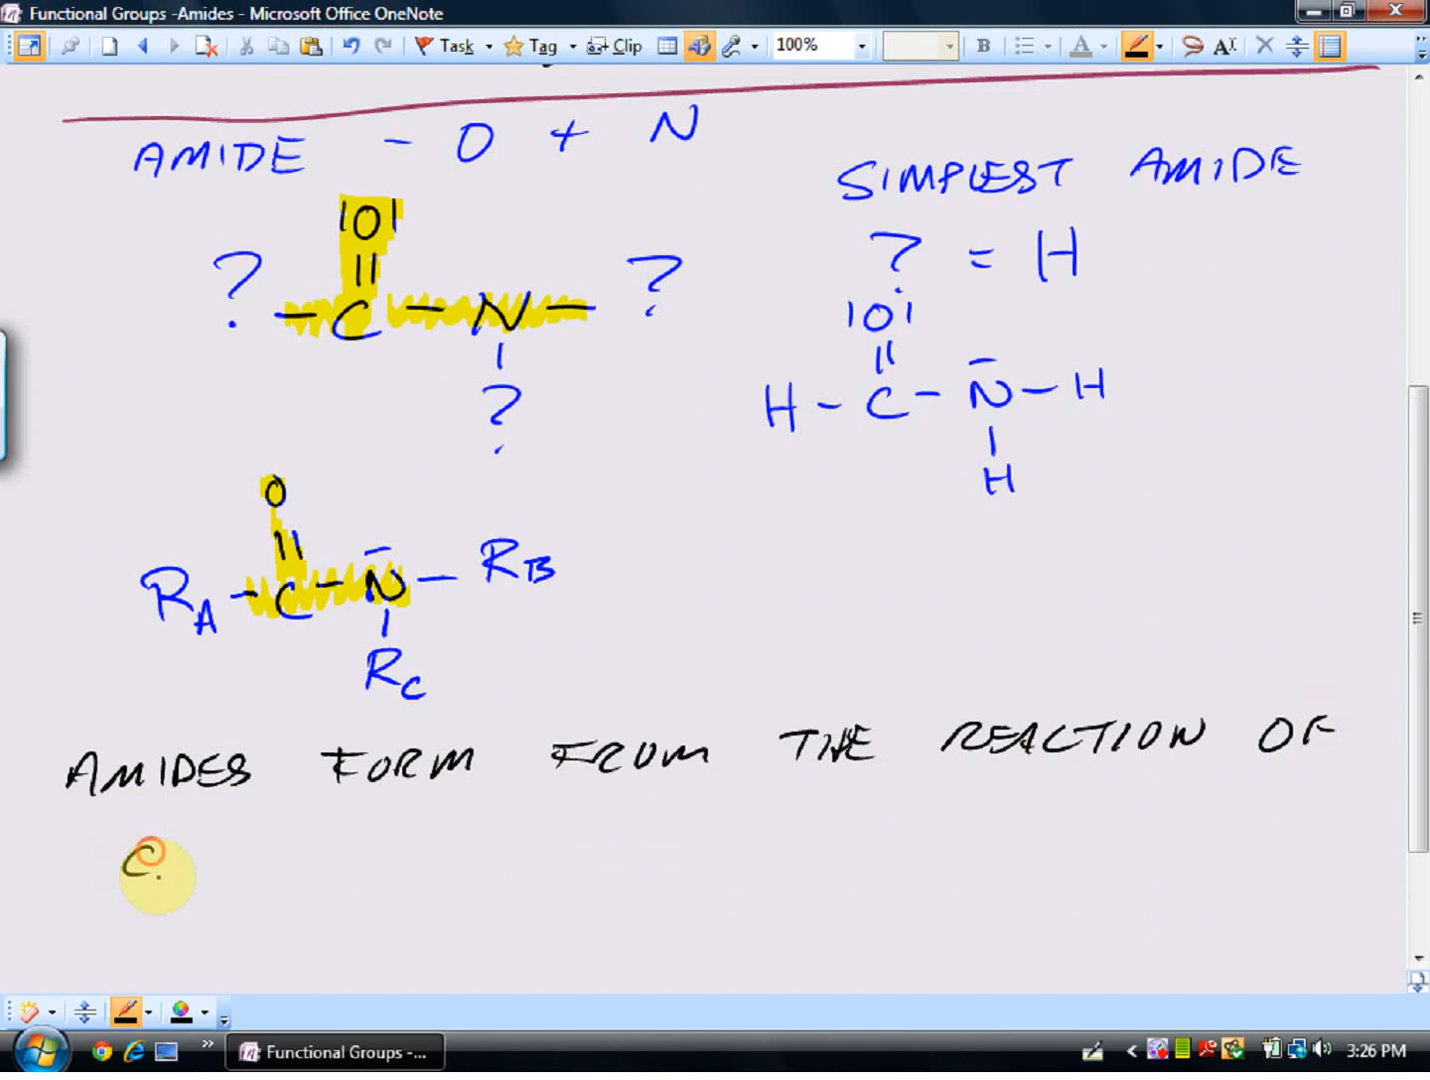 Functional Groups -Amides - Microsoft Office OneNote
Task Tag Clip 100% B A
AMIDE - O + N
SIMPLEST AMIDE
? = H
|O|
||
? - C - N - ?
|
?
|O|
||
H - C - N - H
|
H
O
||
RA - C - N - RB
|
RC
AMIDES FORM FROM THE REACTION OF
C
Functional Groups -...
3:26 PM